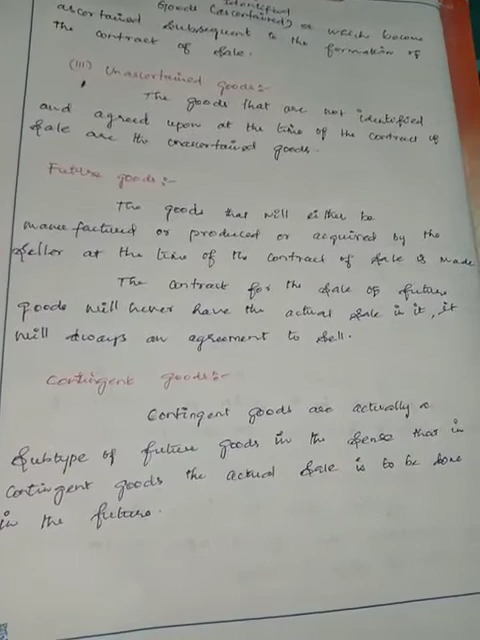 Identified
Goods (ascertained) or which become
ascertained subsequent to the formation of
the contract of Sale.
(III) Unascertained goods:-
The goods that are not identified
and agreed upon at the time of the contract of
Sale are the unascertained goods.
Future goods:-
The goods that will either be
manufactured or produced or acquired by the
Seller at the time of the contract of Sale is made
The contract for the Sale of future
goods will never have the actual Sale in it, it
will always an agreement to Sell.
Contingent goods:-
Contingent goods are actually a
Subtype of future goods in the Sense that in
Contingent goods the actual Sale is to be done
in the future.